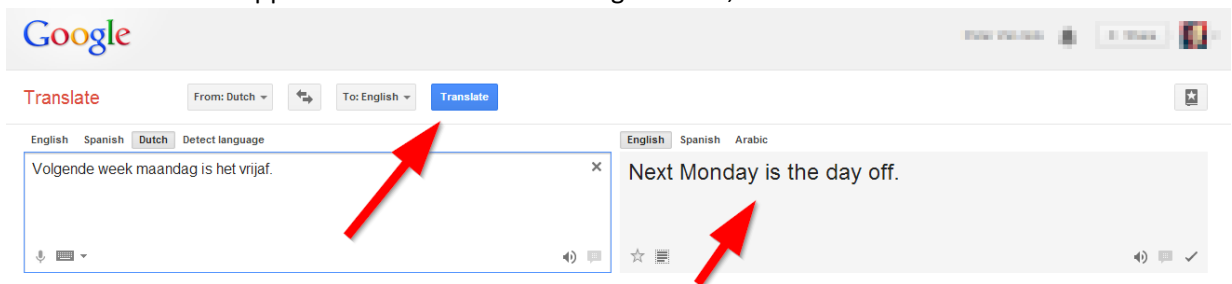 Google
Translate From: Dutch To: English Translate
English Spanish Dutch Detect language
Volgende week maandag is het vrijaf.
English Spanish Arabic
Next Monday is the day off.